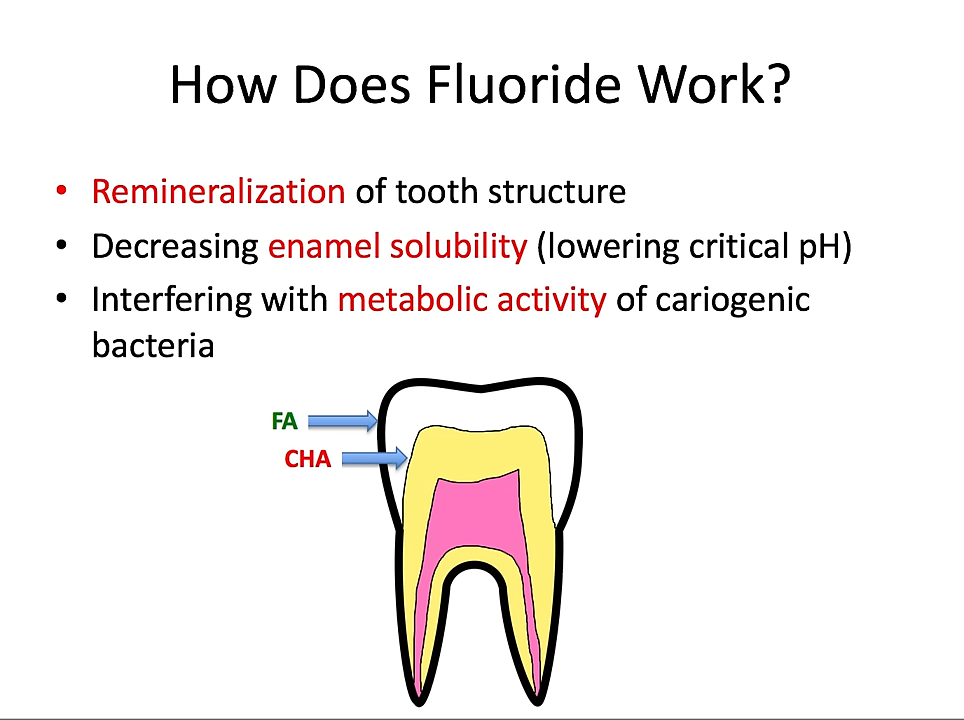 How Does Fluoride Work?
• Remineralization of tooth structure
• Decreasing enamel solubility (lowering critical pH)
• Interfering with metabolic activity of cariogenic
bacteria
FA
CHA